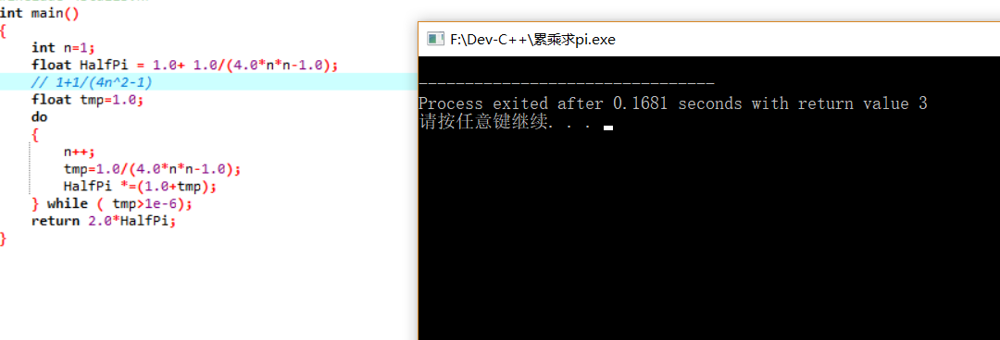 int main()
{
int n=1;
float HalfPi = 1.0+ 1.0/(4.0*n*n-1.0);
// 1+1/(4n^2-1)
float tmp=1.0;
do
{
n++;
tmp=1.0/(4.0*n*n-1.0);
HalfPi *=(1.0+tmp);
} while ( tmp>1e-6);
return 2.0*HalfPi;
}
F:\Dev-C++\累乘求pi.exe
--------------------------------
Process exited after 0.1681 seconds with return value 3
请按任意键继续. . .